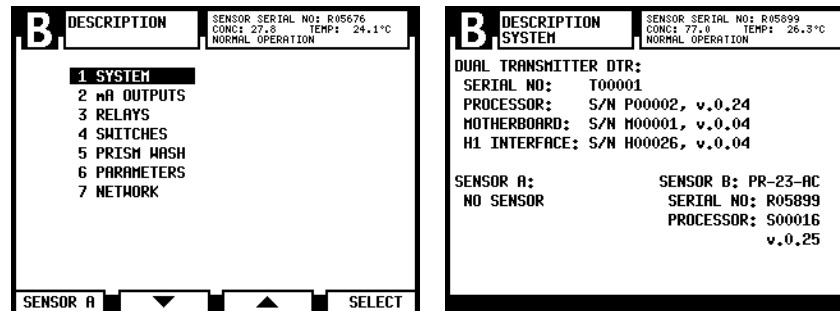 B DESCRIPTION
SENSOR SERIAL NO: R05676
CONC: 27.8 TEMP: 24.1°C
NORMAL OPERATION
1 SYSTEM
2 mA OUTPUTS
3 RELAYS
4 SWITCHES
5 PRISM WASH
6 PARAMETERS
7 NETWORK
SENSOR A SELECT
B DESCRIPTION
SYSTEM
SENSOR SERIAL NO: R05899
CONC: 77.0 TEMP: 26.3°C
NORMAL OPERATION
DUAL TRANSMITTER DTR:
SERIAL NO: T00001
PROCESSOR: S/N P00002, v.0.24
MOTHERBOARD: S/N M00001, v.0.04
H1 INTERFACE: S/N H00026, v.0.04
SENSOR A:
NO SENSOR
SENSOR B: PR-23-AC
SERIAL NO: R05899
PROCESSOR: S00016
v.0.25